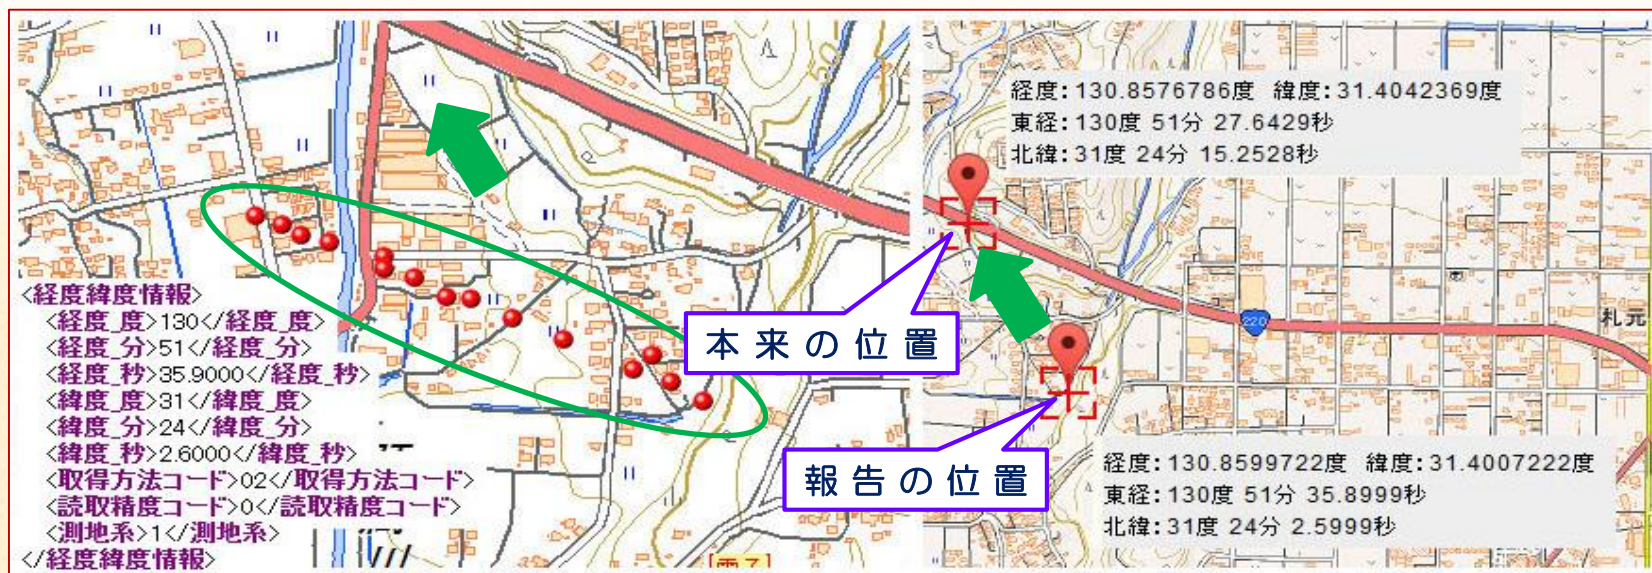 <経度緯度情報>
<経度_度>130</経度_度>
<経度_分>51</経度_分>
<経度_秒>35.9000</経度_秒>
<緯度_度>31</緯度_度>
<緯度_分>24</緯度_分>
<緯度_秒>2.6000</緯度_秒>
<取得方法コード>02</取得方法コード>
<読取精度コード>0</読取精度コード>
<測地系>1</測地系>
</経度緯度情報>
本来の位置
報告の位置
経度:130.8576786度 緯度:31.4042369度
東経:130度 51分 27.6429秒
北緯:31度 24分 15.2528秒
220
札元
経度:130.8599722度 緯度:31.4007222度
東経:130度 51分 35.8999秒
北緯:31度 24分 2.5999秒